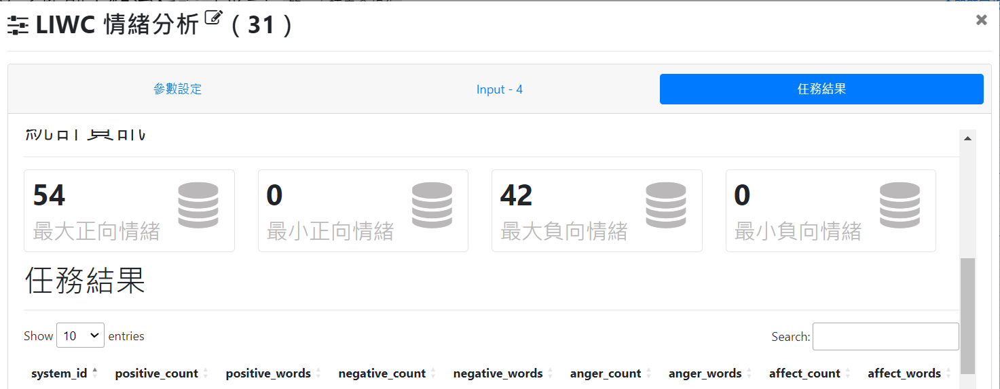 LIWC 情緒分析 ( 31 )
參數設定
Input - 4
任務結果
54
最大正向情緒
0
最小正向情緒
42
最大負向情緒
0
最小負向情緒
任務結果
Show 10 entries
Search:
system_id positive_count positive_words negative_count negative_words anger_count anger_words affect_count affect_words